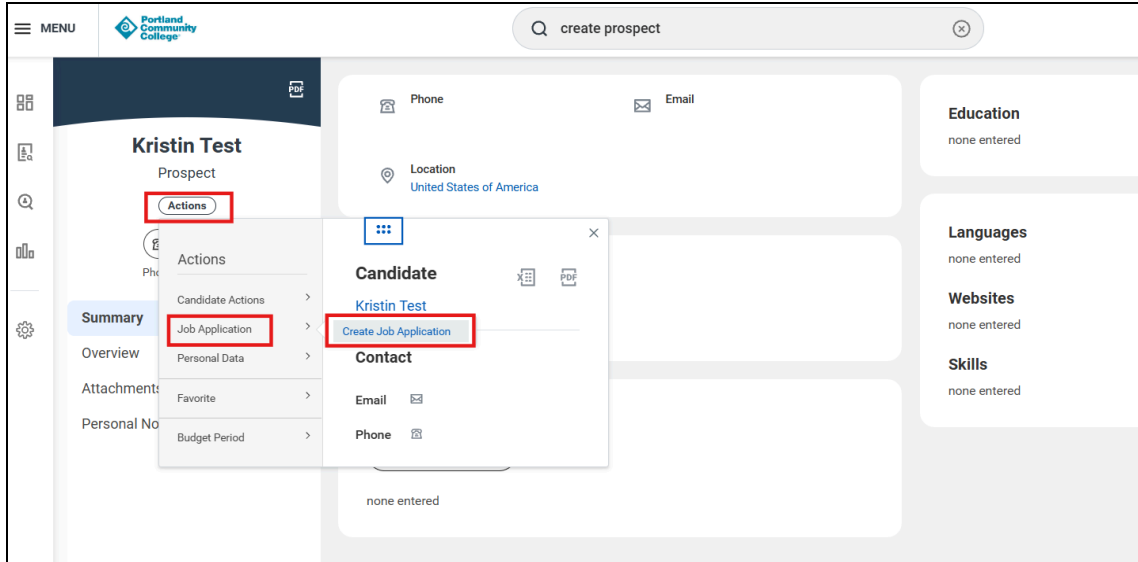 MENU
Portland
Community
College
create prospect
PDF
Kristin Test
Prospect
Actions
Phone
Email
Location
United States of America
Education
none entered
Languages
none entered
Websites
none entered
Skills
none entered
Actions
Candidate Actions
Job Application
Personal Data
Favorite
Budget Period
Candidate
PDF
Kristin Test
Create Job Application
Contact
Email
Phone
Pho
Summary
Overview
Attachments
Personal No
none entered